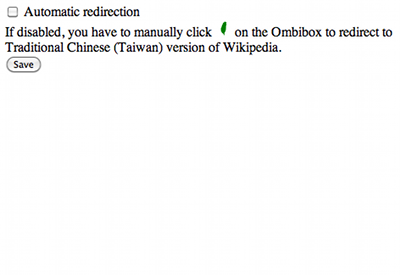 Automatic redirection
If disabled, you have to manually click on the Ombibox to redirect to
Traditional Chinese (Taiwan) version of Wikipedia.
Save